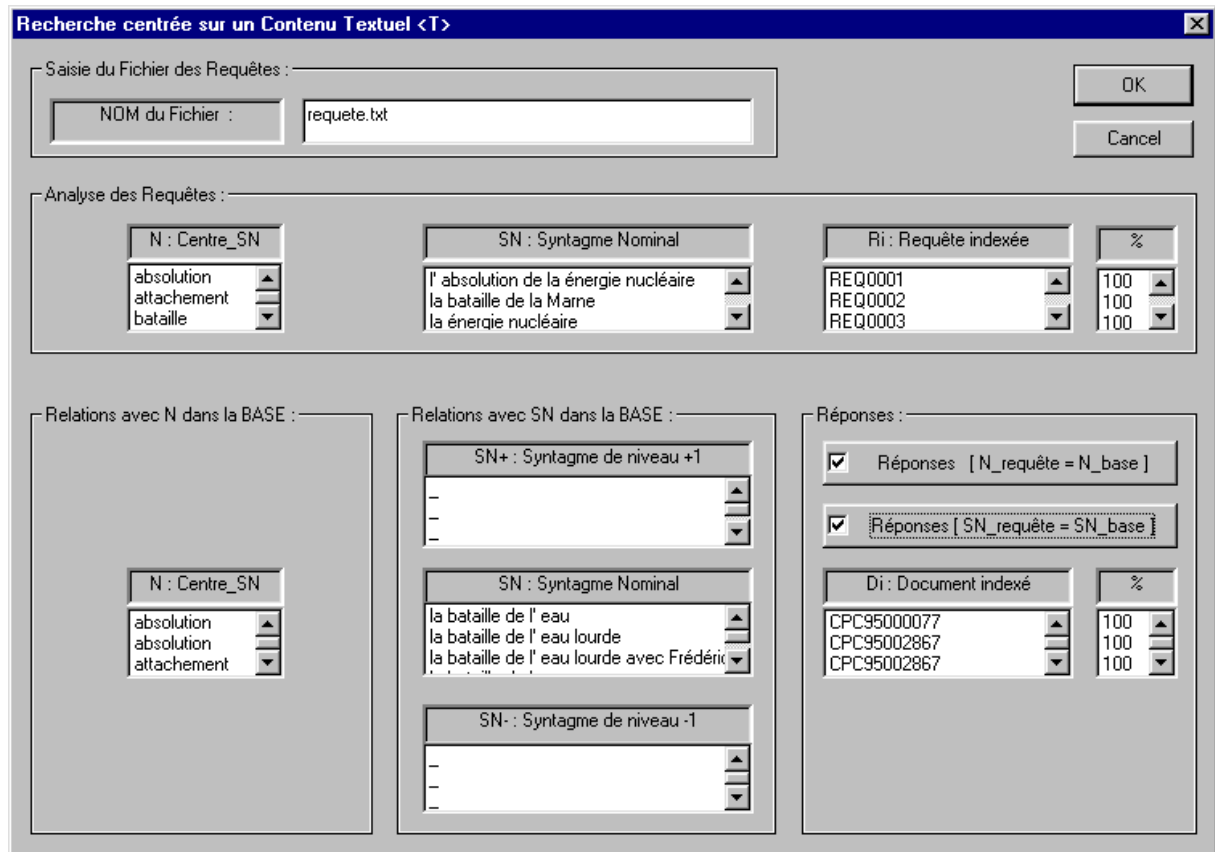 Recherche centrée sur un Contenu Textuel <T>
Saisie du Fichier des Requêtes :
NOM du Fichier :
requete.txt
OK
Cancel
Analyse des Requêtes :
N : Centre_SN
absolution
attachement
bataille
SN : Syntagme Nominal
l' absolution de la énergie nucléaire
la bataille de la Marne
la énergie nucléaire
Ri : Requête indexée
REQ0001
REQ0002
REQ0003
%
100
100
100
Relations avec N dans la BASE :
N : Centre_SN
absolution
absolution
attachement
Relations avec SN dans la BASE :
SN+ : Syntagme de niveau +1
_
_
_
SN : Syntagme Nominal
la bataille de l' eau
la bataille de l' eau lourde
la bataille de l' eau lourde avec Frédéric
SN- : Syntagme de niveau -1
_
_
_
Réponses :
Réponses [ N_requête = N_base ]
Réponses [ SN_requête = SN_base ]
Di : Document indexé
CPC95000077
CPC95002867
CPC95002867
%
100
100
100